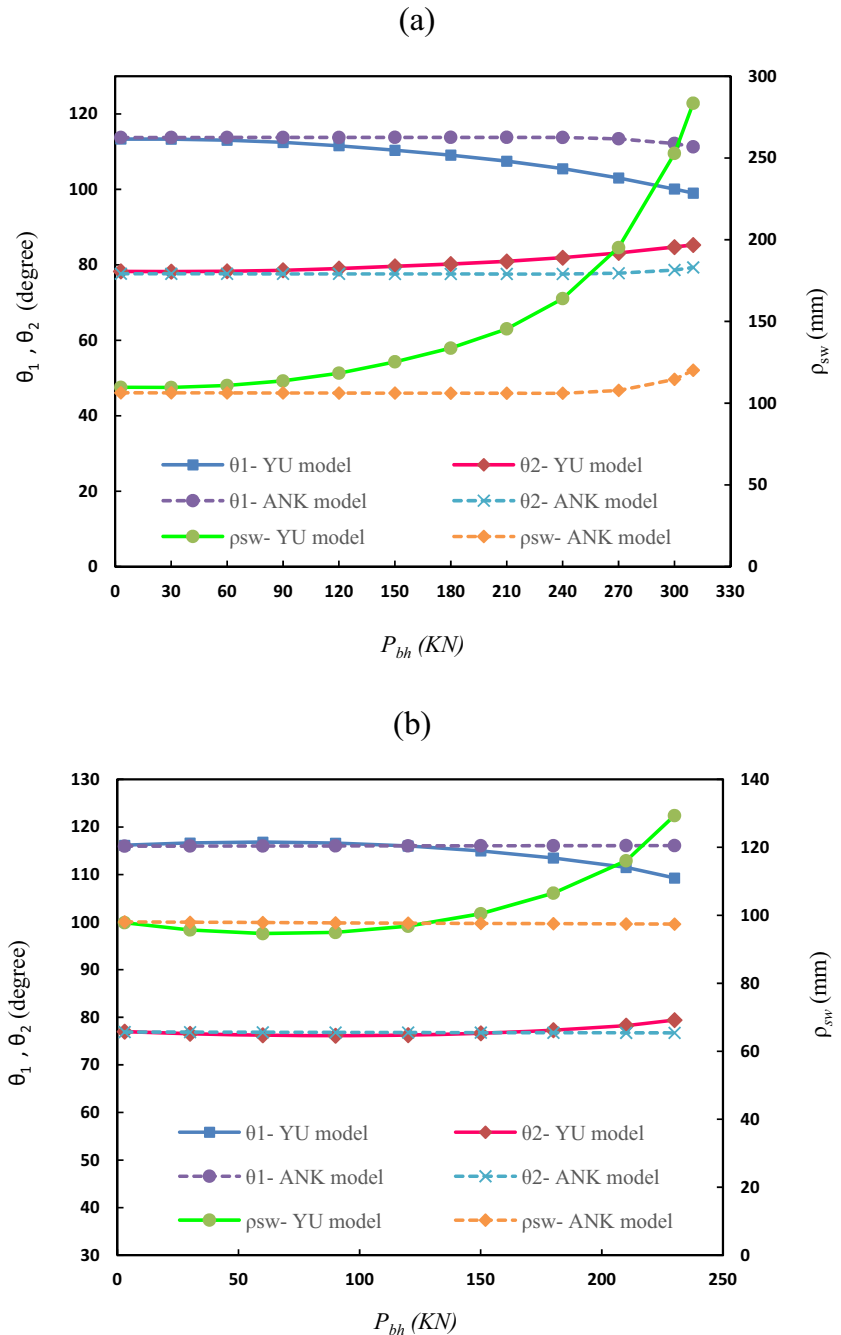 (a)
300
120
250
100
200
80
150
60
100
40
50
20
0
0
θ1 , θ2 (degree)
ρsw (mm)
θ1- YU model
θ2- YU model
θ1- ANK model
θ2- ANK model
ρsw- YU model
ρsw- ANK model
0 30 60 90 120 150 180 210 240 270 300 330
Pbh (KN)
(b)
130
140
120
120
110
100
100
90
80
80
60
70
60
40
50
20
40
30
0
θ1 , θ2 (degree)
ρsw (mm)
θ1- YU model
θ2- YU model
θ1- ANK model
θ2- ANK model
ρsw- YU model
ρsw- ANK model
0 50 100 150 200 250
Pbh (KN)